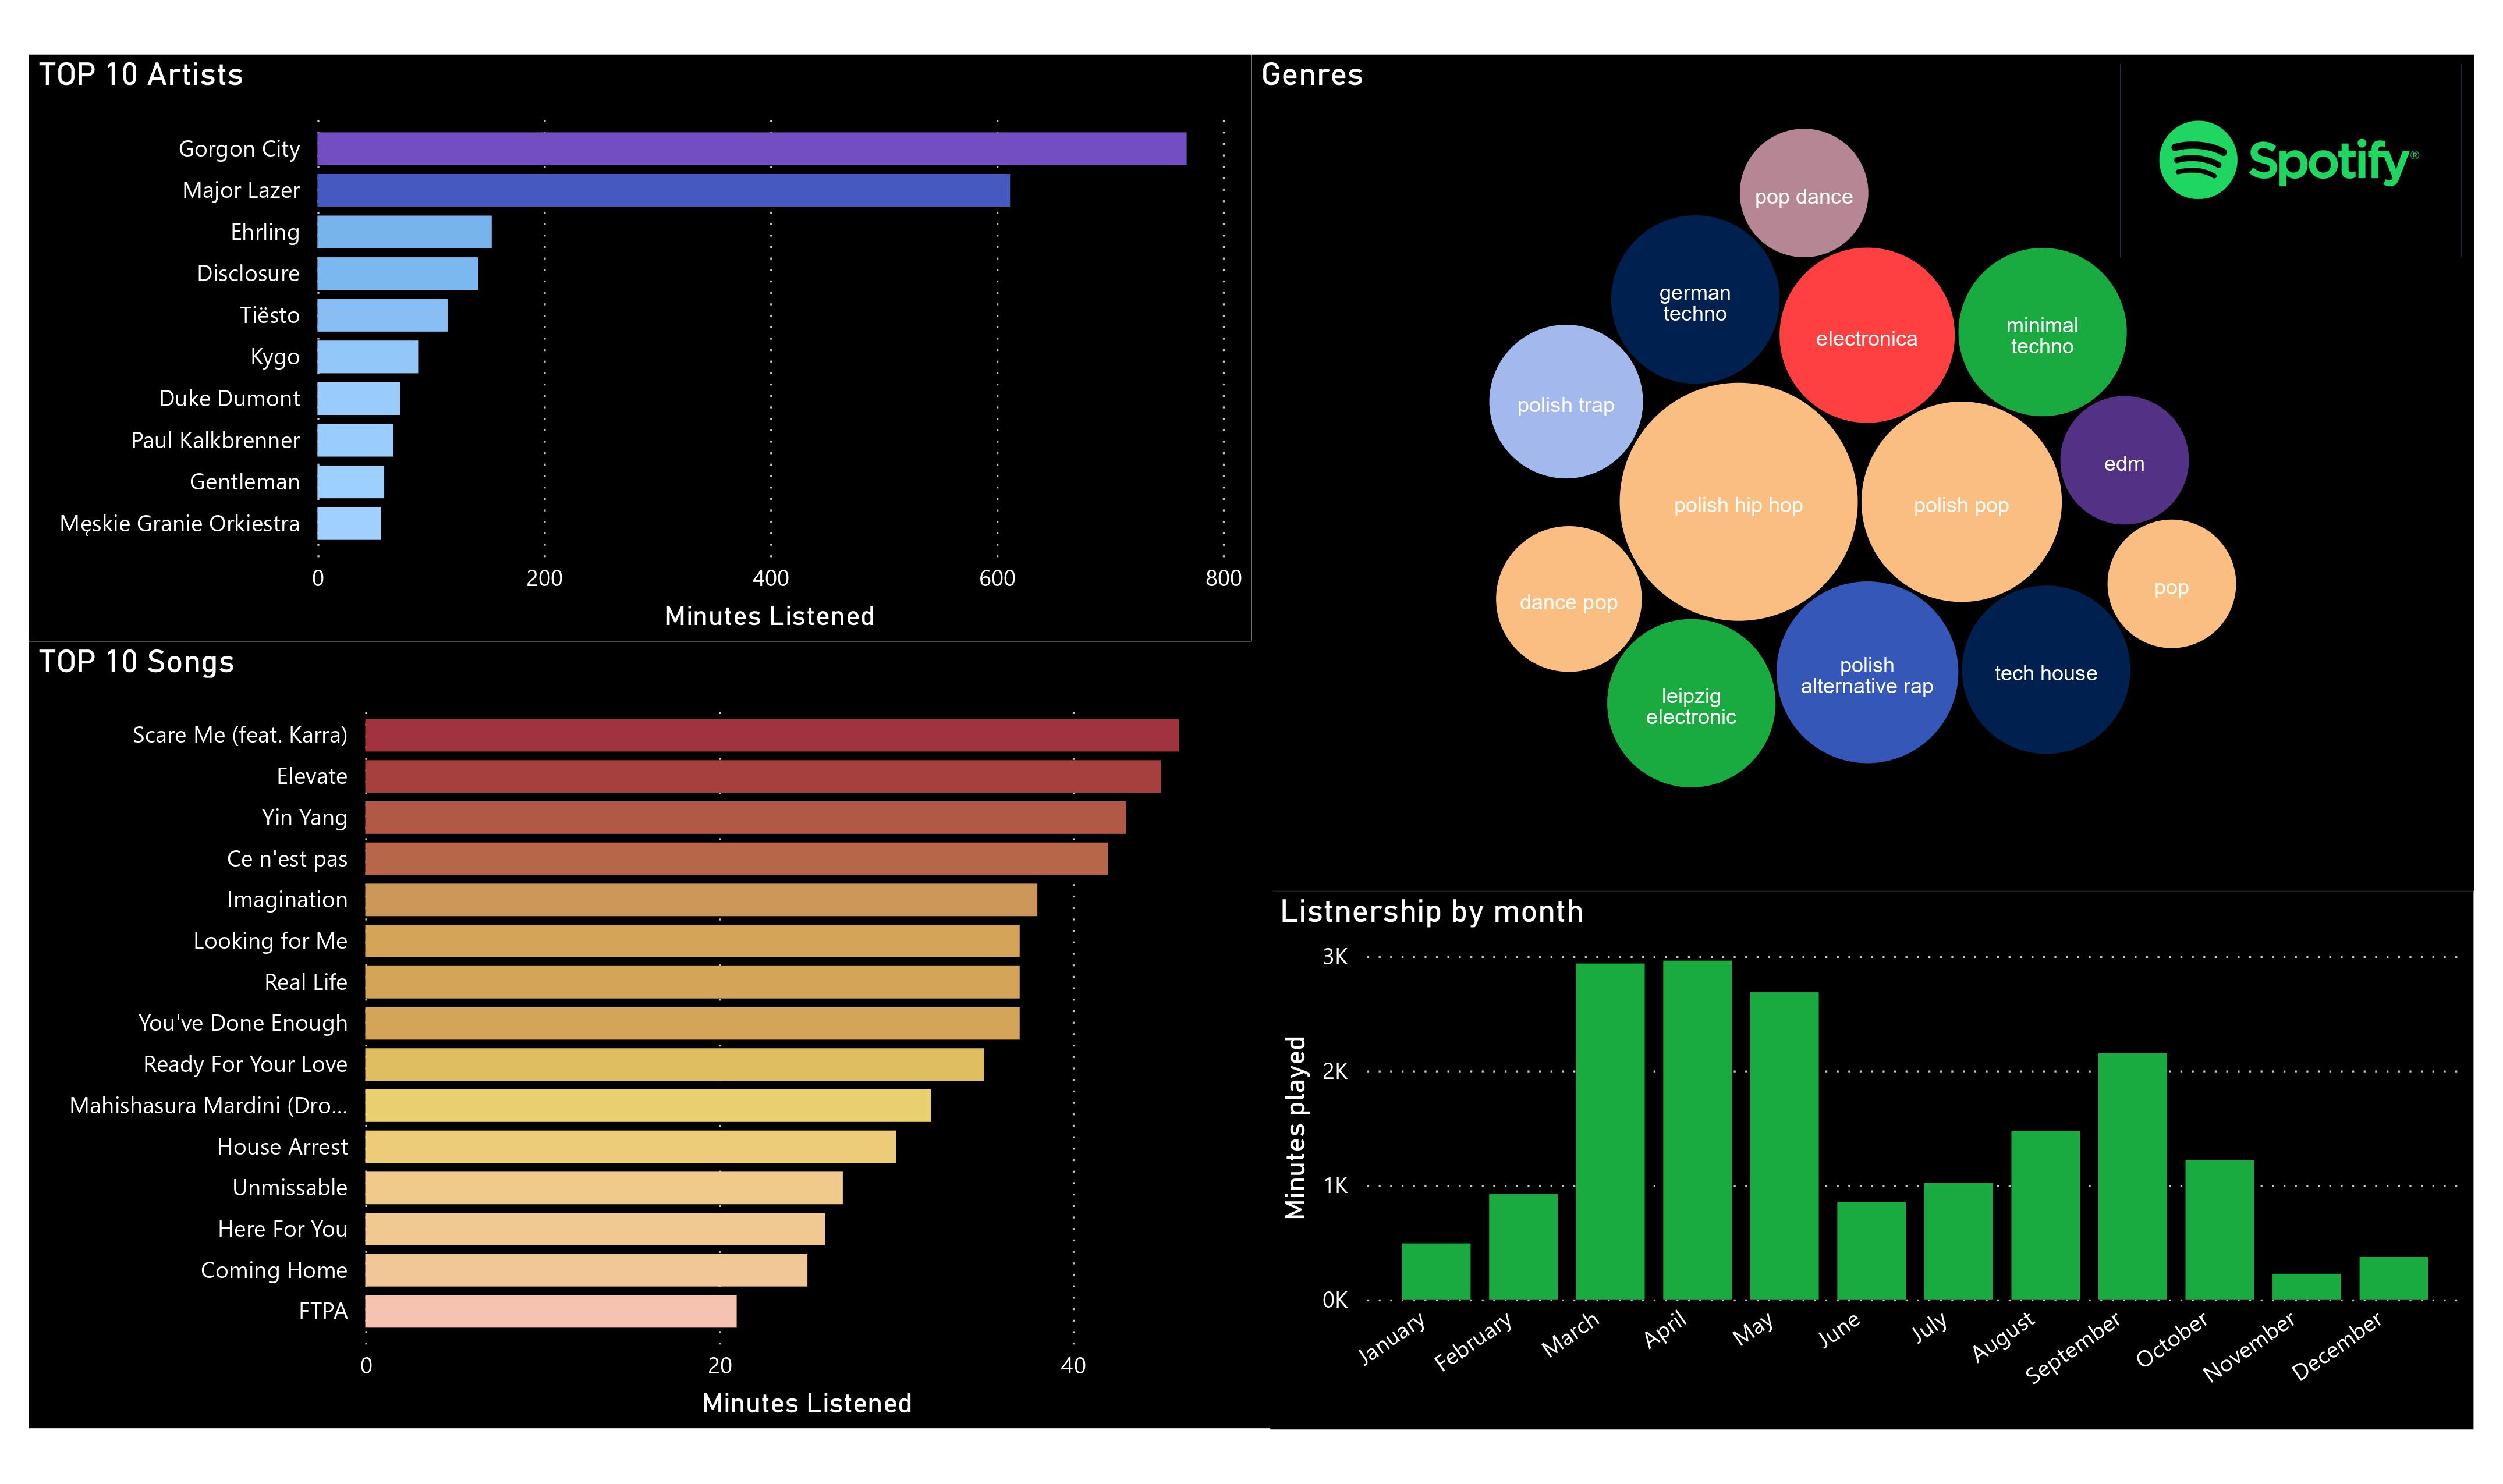 TOP 10 Artists
Gorgon City
Major Lazer
Ehrling
Disclosure
Tiësto
Kygo
Duke Dumont
Paul Kalkbrenner
Gentleman
Męskie Granie Orkiestra
0 200 400 600 800
Minutes Listened
TOP 10 Songs
Scare Me (feat. Karra)
Elevate
Yin Yang
Ce n'est pas
Imagination
Looking for Me
Real Life
You've Done Enough
Ready For Your Love
Mahishasura Mardini (Dro...
House Arrest
Unmissable
Here For You
Coming Home
FTPA
0 20 40
Minutes Listened
Genres
Spotify®
pop dance
german
techno
electronica
minimal
techno
polish trap
edm
polish hip hop
polish pop
dance pop
pop
leipzig
electronic
polish
alternative rap
tech house
Listnership by month
Minutes played
3K
2K
1K
0K
January February March April May June July August September October November December